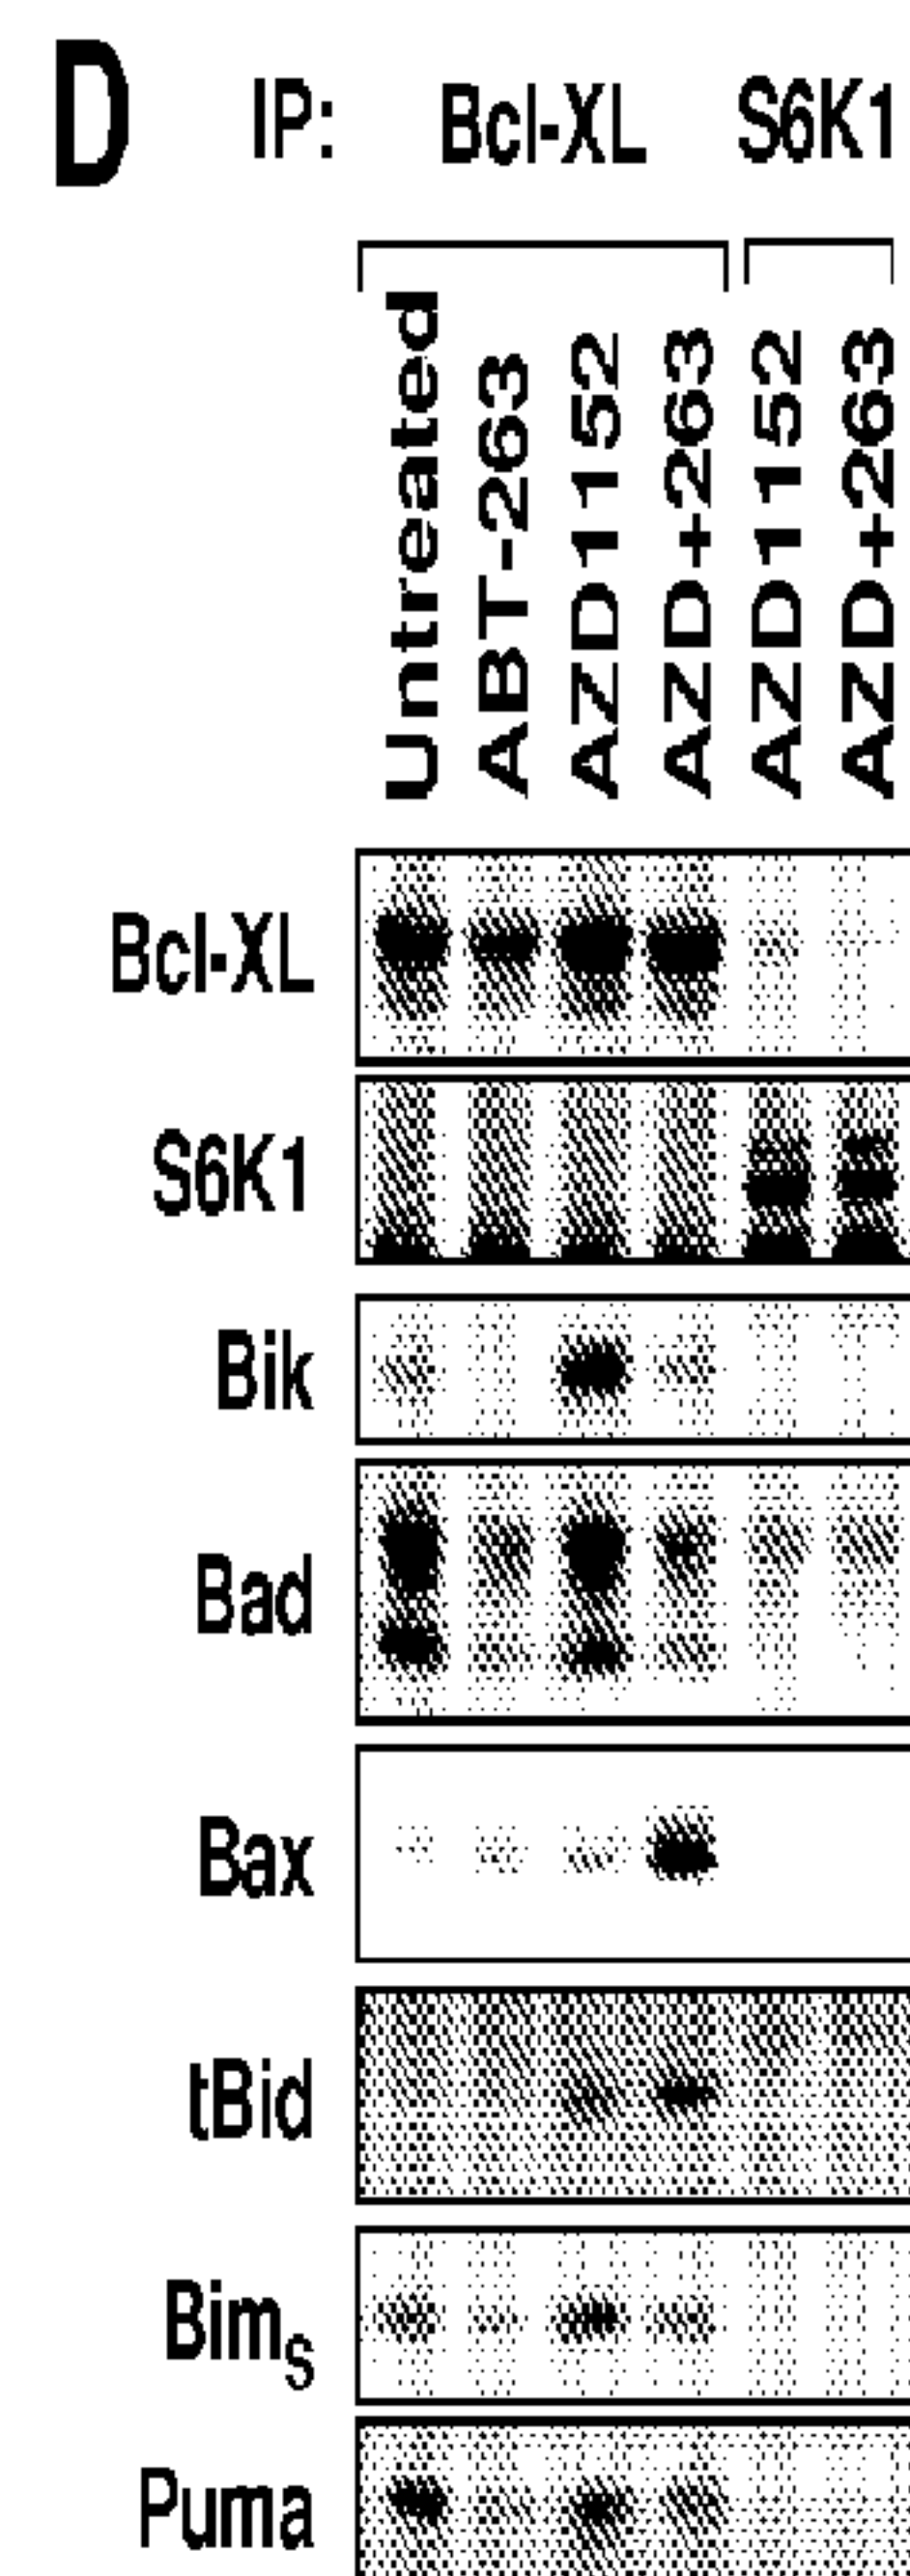 D IP: Bcl-XL S6K1
Untreated
ABT-263
AZD1152
AZD+263
AZD1152
AZD+263
Bcl-XL
S6K1
Bik
Bad
Bax
tBid
BimS
Puma